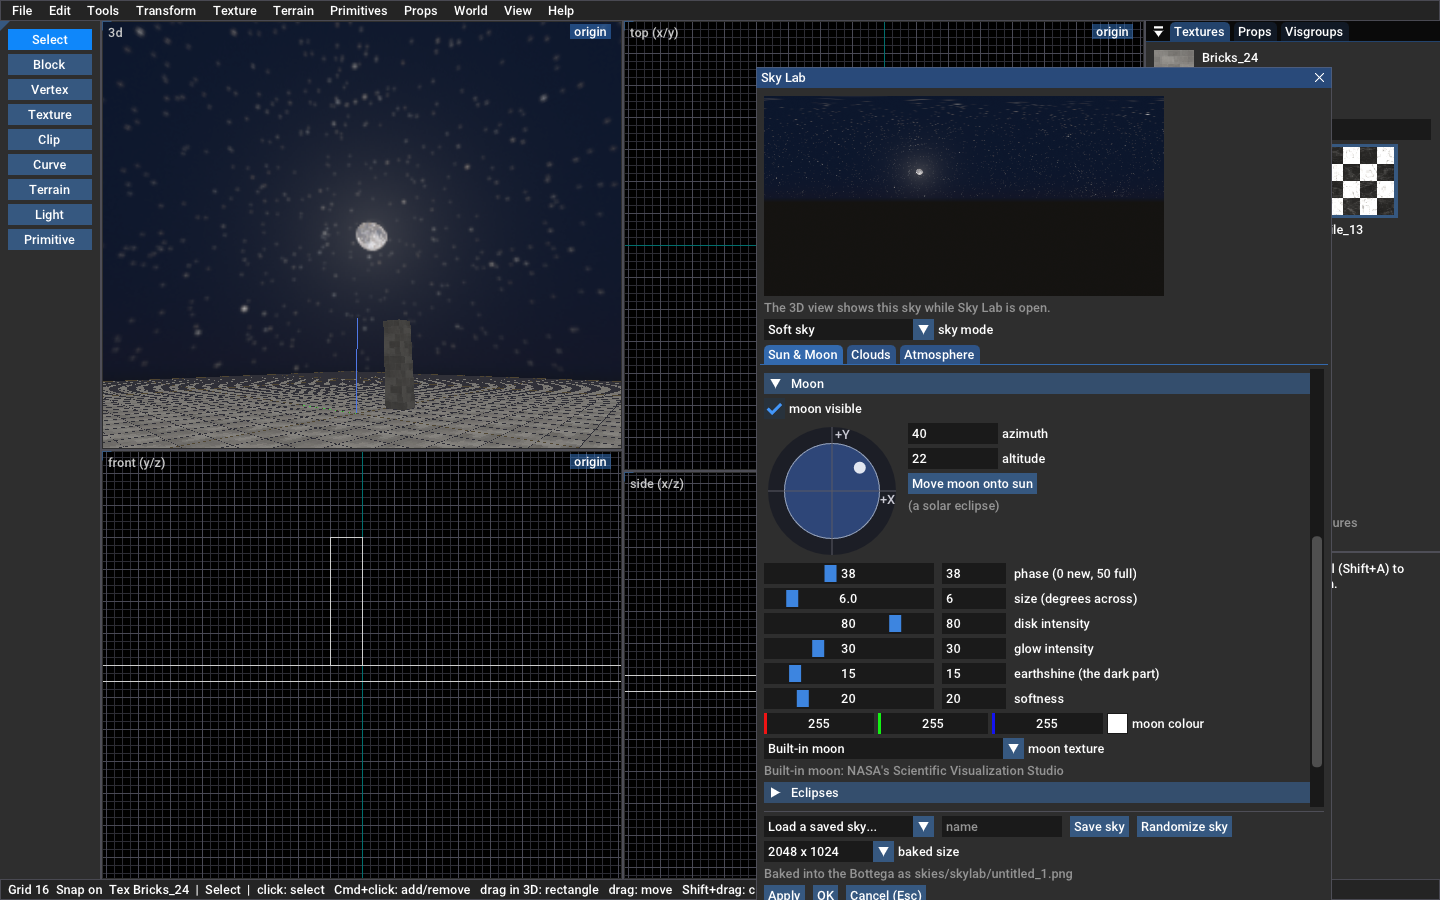 File Edit Tools Transform Texture Terrain Primitives Props World View Help
Select
Block
Vertex
Texture
Clip
Curve
Terrain
Light
Primitive
3d
origin
top (x/y)
origin
front (y/z)
origin
side (x/z)
Textures Props Visgroups
Bricks_24
ile_13
ures
l (Shift+A) to
Sky Lab
The 3D view shows this sky while Sky Lab is open.
Soft sky
sky mode
Sun & Moon Clouds Atmosphere
Moon
moon visible
+Y
+X
40 azimuth
22 altitude
Move moon onto sun
(a solar eclipse)
38 38 phase (0 new, 50 full)
6.0 6 size (degrees across)
80 80 disk intensity
30 30 glow intensity
15 15 earthshine (the dark part)
20 20 softness
255 255 255 moon colour
Built-in moon moon texture
Built-in moon: NASA's Scientific Visualization Studio
Eclipses
Load a saved sky... name Save sky Randomize sky
2048 x 1024 baked size
Baked into the Bottega as skies/skylab/untitled_1.png
Apply OK Cancel (Esc)
Grid 16 Snap on Tex Bricks_24 | Select | click: select Cmd+click: add/remove drag in 3D: rectangle drag: move Shift+drag: c